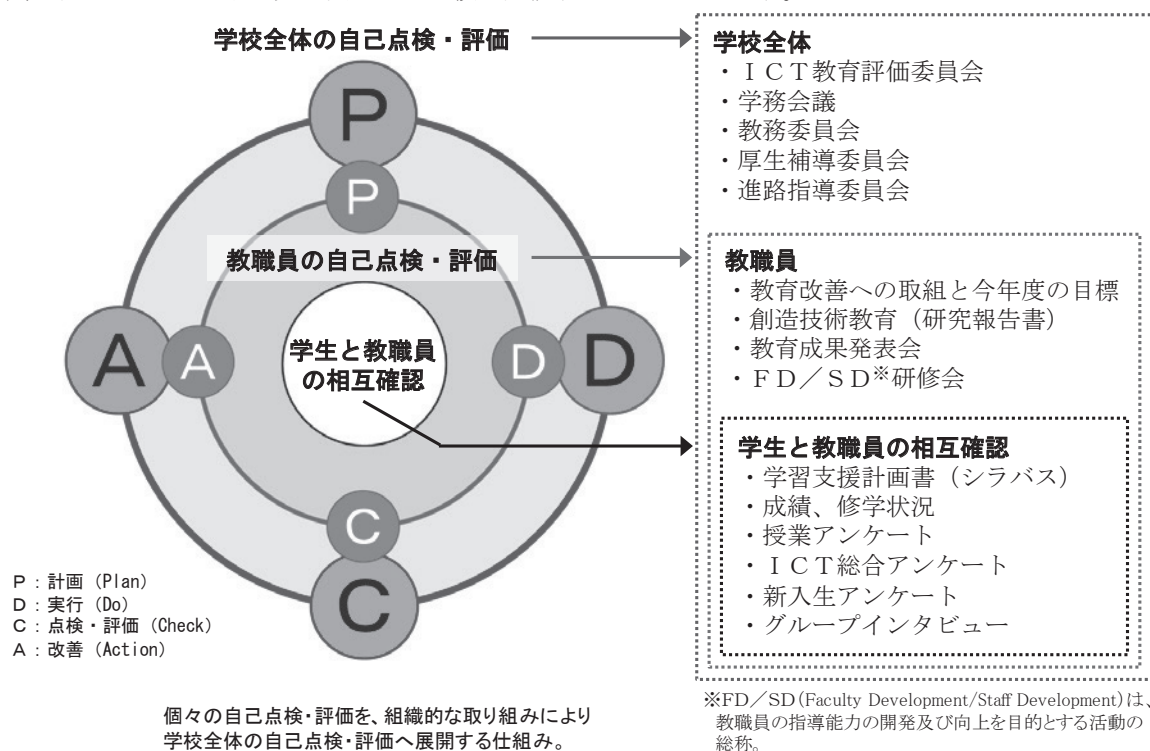 学校全体の自己点検・評価
P
P
教職員の自己点検・評価
A
A
学生と教職員
の相互確認
D
D
C
C
P：計画（Plan）
D：実行（Do）
C：点検・評価（Check）
A：改善（Action）
個々の自己点検・評価を、組織的な取り組みにより
学校全体の自己点検・評価へ展開する仕組み。
学校全体
・ＩＣＴ教育評価委員会
・学務会議
・教務委員会
・厚生補導委員会
・進路指導委員会
教職員
・教育改善への取組と今年度の目標
・創造技術教育（研究報告書）
・教育成果発表会
・ＦＤ／ＳＤ※研修会
学生と教職員の相互確認
・学習支援計画書（シラバス）
・成績、修学状況
・授業アンケート
・ＩＣＴ総合アンケート
・新入生アンケート
・グループインタビュー
※FD／SD（Faculty Development/Staff Development）は、
教職員の指導能力の開発及び向上を目的とする活動の
総称。